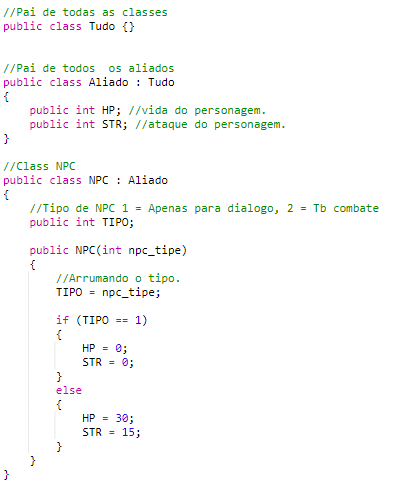 //Pai de todas as classes
public class Tudo {}
//Pai de todos  os aliados
public class Aliado : Tudo
{
    public int HP; //vida do personagem.
    public int STR; //ataque do personagem.
}
//Class NPC
public class NPC : Aliado
{
    //Tipo de NPC 1 = Apenas para dialogo, 2 = Tb combate
    public int TIPO;
    public NPC(int npc_tipe)
    {
        //Arrumando o tipo.
        TIPO = npc_tipe;
        if (TIPO == 1)
        {
            HP = 0;
            STR = 0;
        }
        else
        {
            HP = 30;
            STR = 15;
        }
    }
}